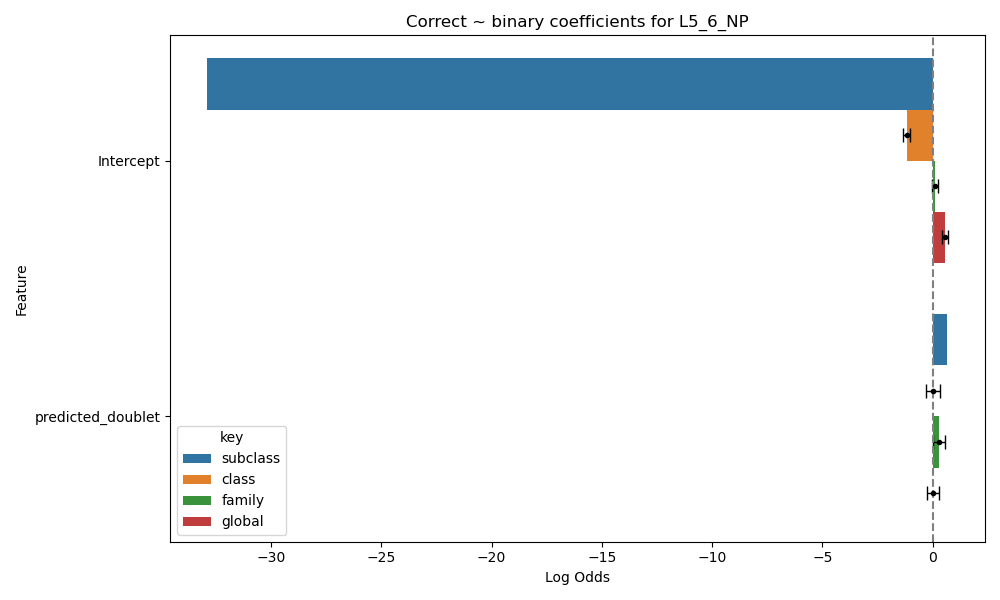 Correct ~ binary coefficients for L5_6_NP
Intercept
predicted_doublet
Feature
key
subclass
class
family
global
−30
−25
−20
−15
−10
−5
0
Log Odds